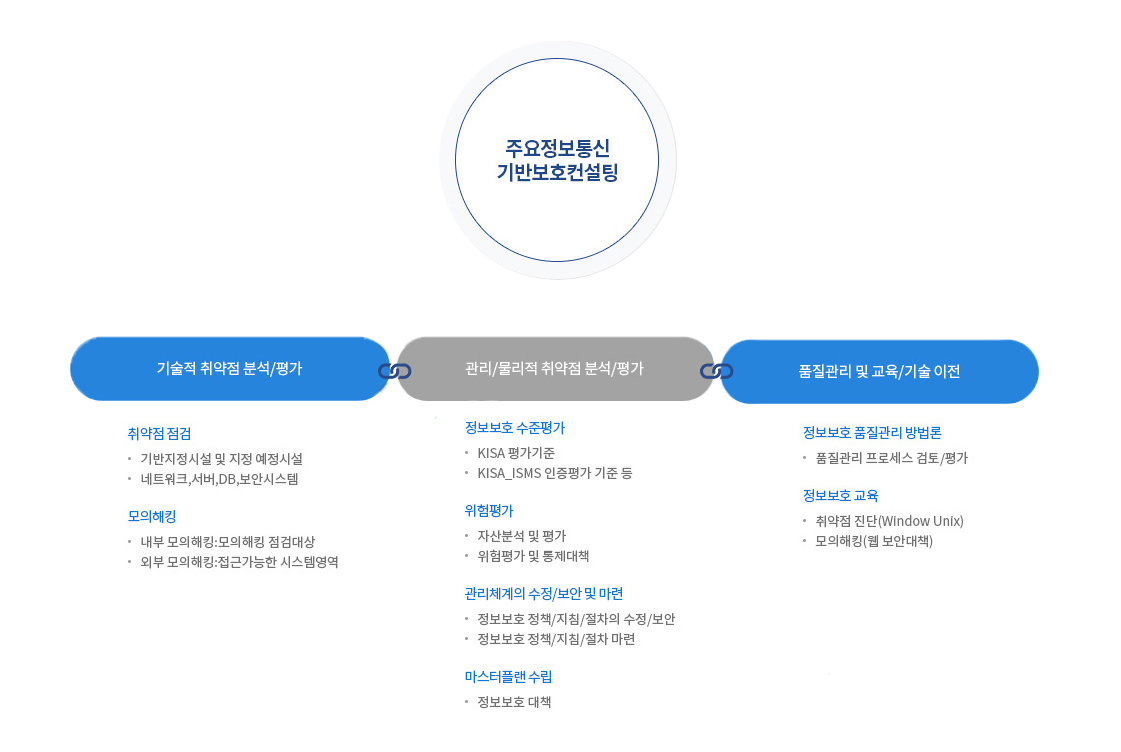 주요정보통신
기반보호컨설팅
기술적 취약점 분석/평가
취약점 점검
• 기반지정시설 및 지정 예정시설
• 네트워크,서버,DB,보안시스템
모의해킹
• 내부 모의해킹:모의해킹 점검대상
• 외부 모의해킹:접근가능한 시스템영역
관리/물리적 취약점 분석/평가
정보보호 수준평가
• KISA 평가기준
• KISA_ISMS 인증평가 기준 등
위험평가
• 자산분석 및 평가
• 위험평가 및 통제대책
관리체계의 수정/보안 및 마련
• 정보보호 정책/지침/절차의 수정/보안
• 정보보호 정책/지침/절차 마련
마스터플랜 수립
• 정보보호 대책
품질관리 및 교육/기술 이전
정보보호 품질관리 방법론
• 품질관리 프로세스 검토/평가
정보보호 교육
• 취약점 진단(Window Unix)
• 모의해킹(웹 보안대책)